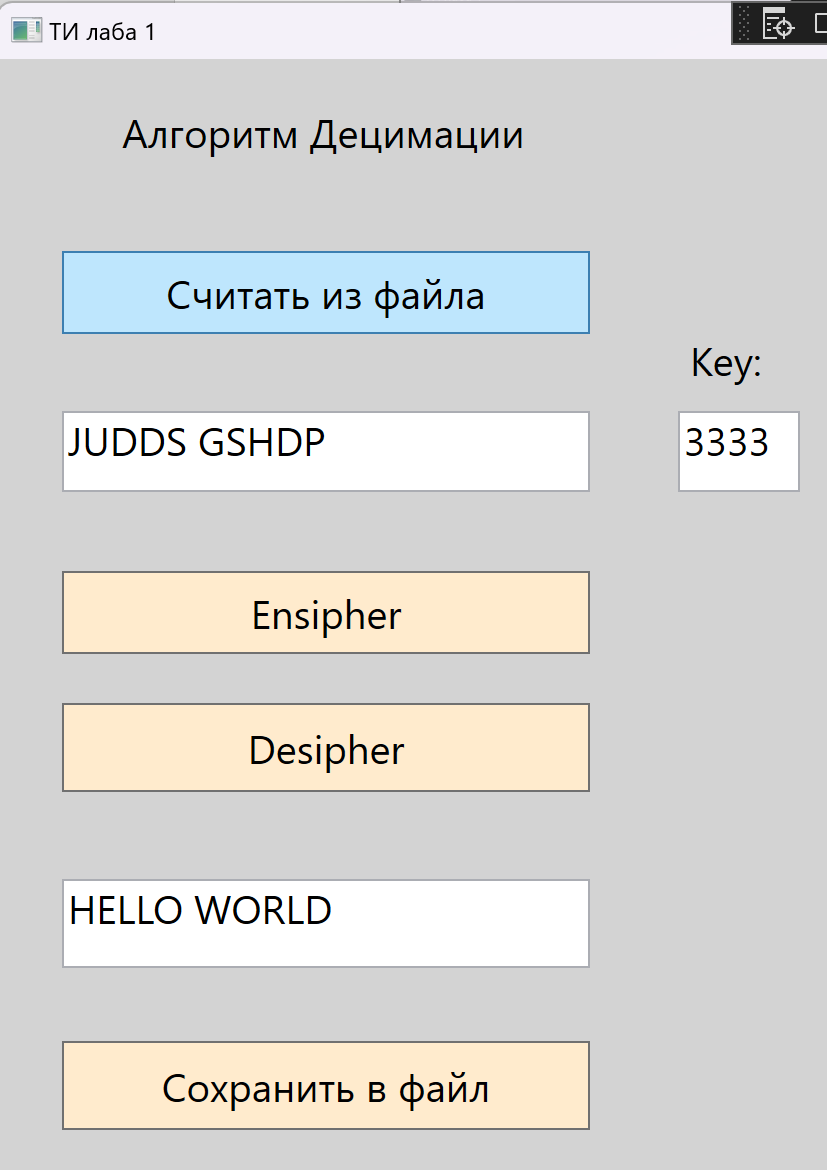 ТИ лаба 1
Алгоритм Децимации
Считать из файла
Key:
JUDDS GSHDP
3333
Ensipher
Desipher
HELLO WORLD
Сохранить в файл